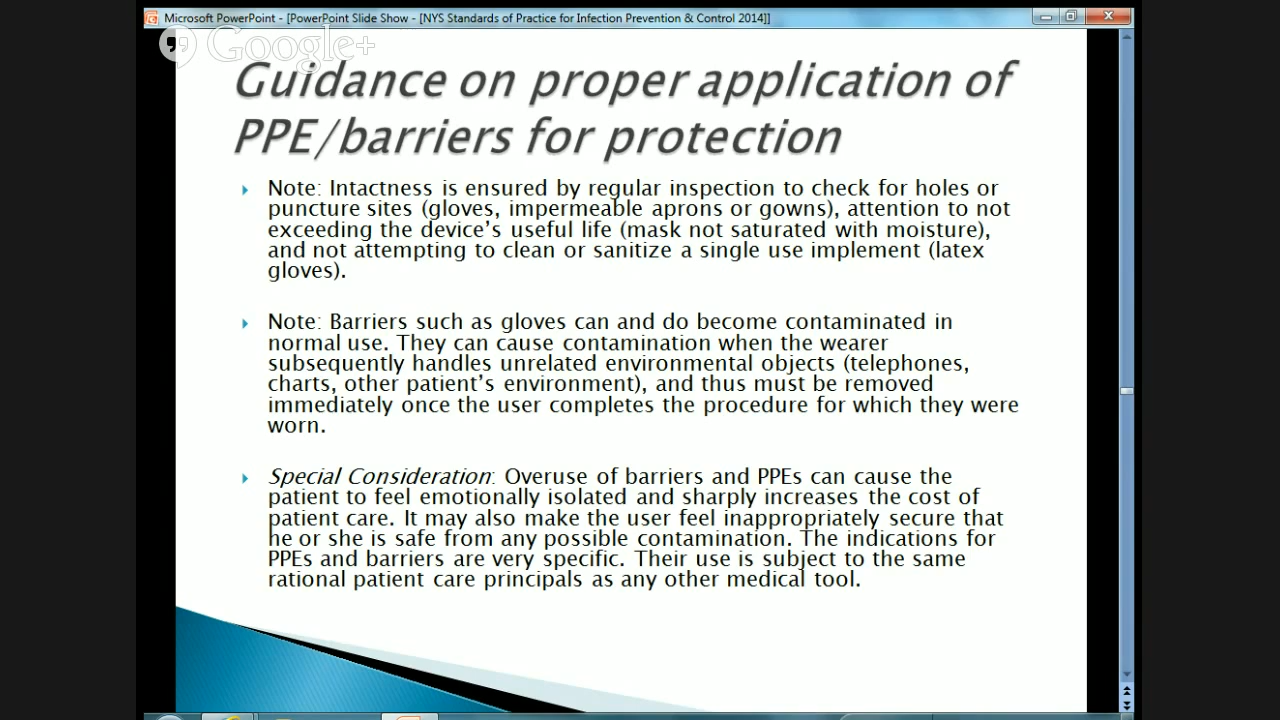 Microsoft PowerPoint - [PowerPoint Slide Show - [NYS Standards of Practice for Infection Prevention & Control 2014]]
Google+
Guidance on proper application of
PPE/barriers for protection
Note: Intactness is ensured by regular inspection to check for holes or
puncture sites (gloves, impermeable aprons or gowns), attention to not
exceeding the device's useful life (mask not saturated with moisture),
and not attempting to clean or sanitize a single use implement (latex
gloves).
Note: Barriers such as gloves can and do become contaminated in
normal use. They can cause contamination when the wearer
subsequently handles unrelated environmental objects (telephones,
charts, other patient's environment), and thus must be removed
immediately once the user completes the procedure for which they were
worn.
Special Consideration: Overuse of barriers and PPEs can cause the
patient to feel emotionally isolated and sharply increases the cost of
patient care. It may also make the user feel inappropriately secure that
he or she is safe from any possible contamination. The indications for
PPEs and barriers are very specific. Their use is subject to the same
rational patient care principals as any other medical tool.